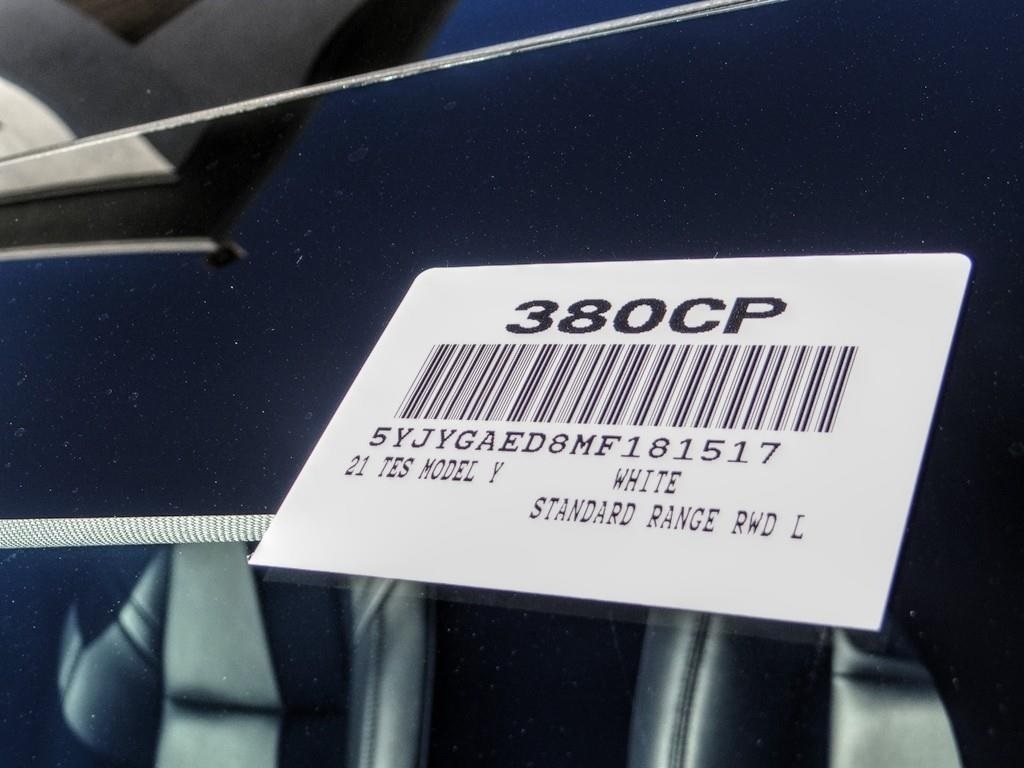 380CP
5YJYGAED8MF181517
21 TES MODEL Y WHITE
STANDARD RANGE RWD L